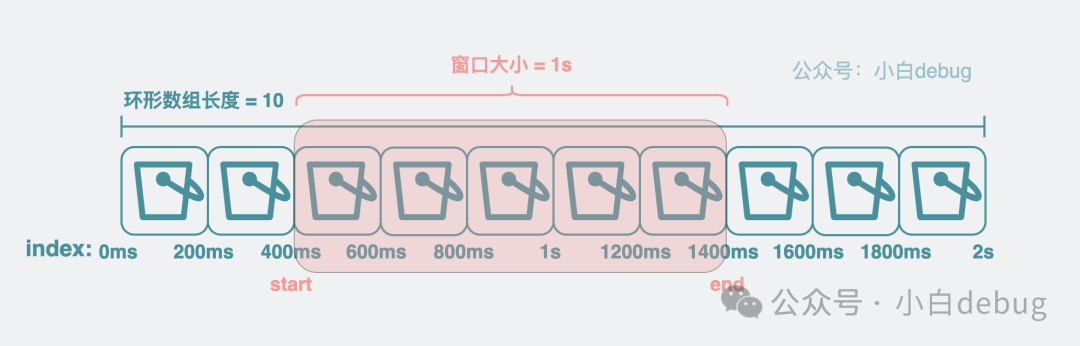 窗口大小 = 1s
公众号：小白debug
环形数组长度 = 10
index: 0ms 200ms 400ms 600ms 800ms 1s 1200ms 1400ms 1600ms 1800ms 2s
start end
公众号 · 小白debug